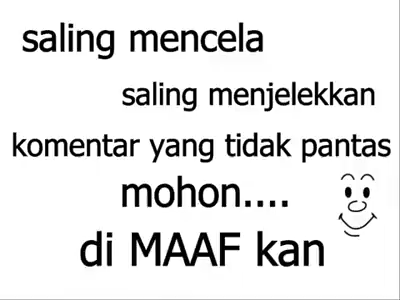 saling mencela
saling menjelekkan
komentar yang tidak pantas
mohon....
di MAAF kan